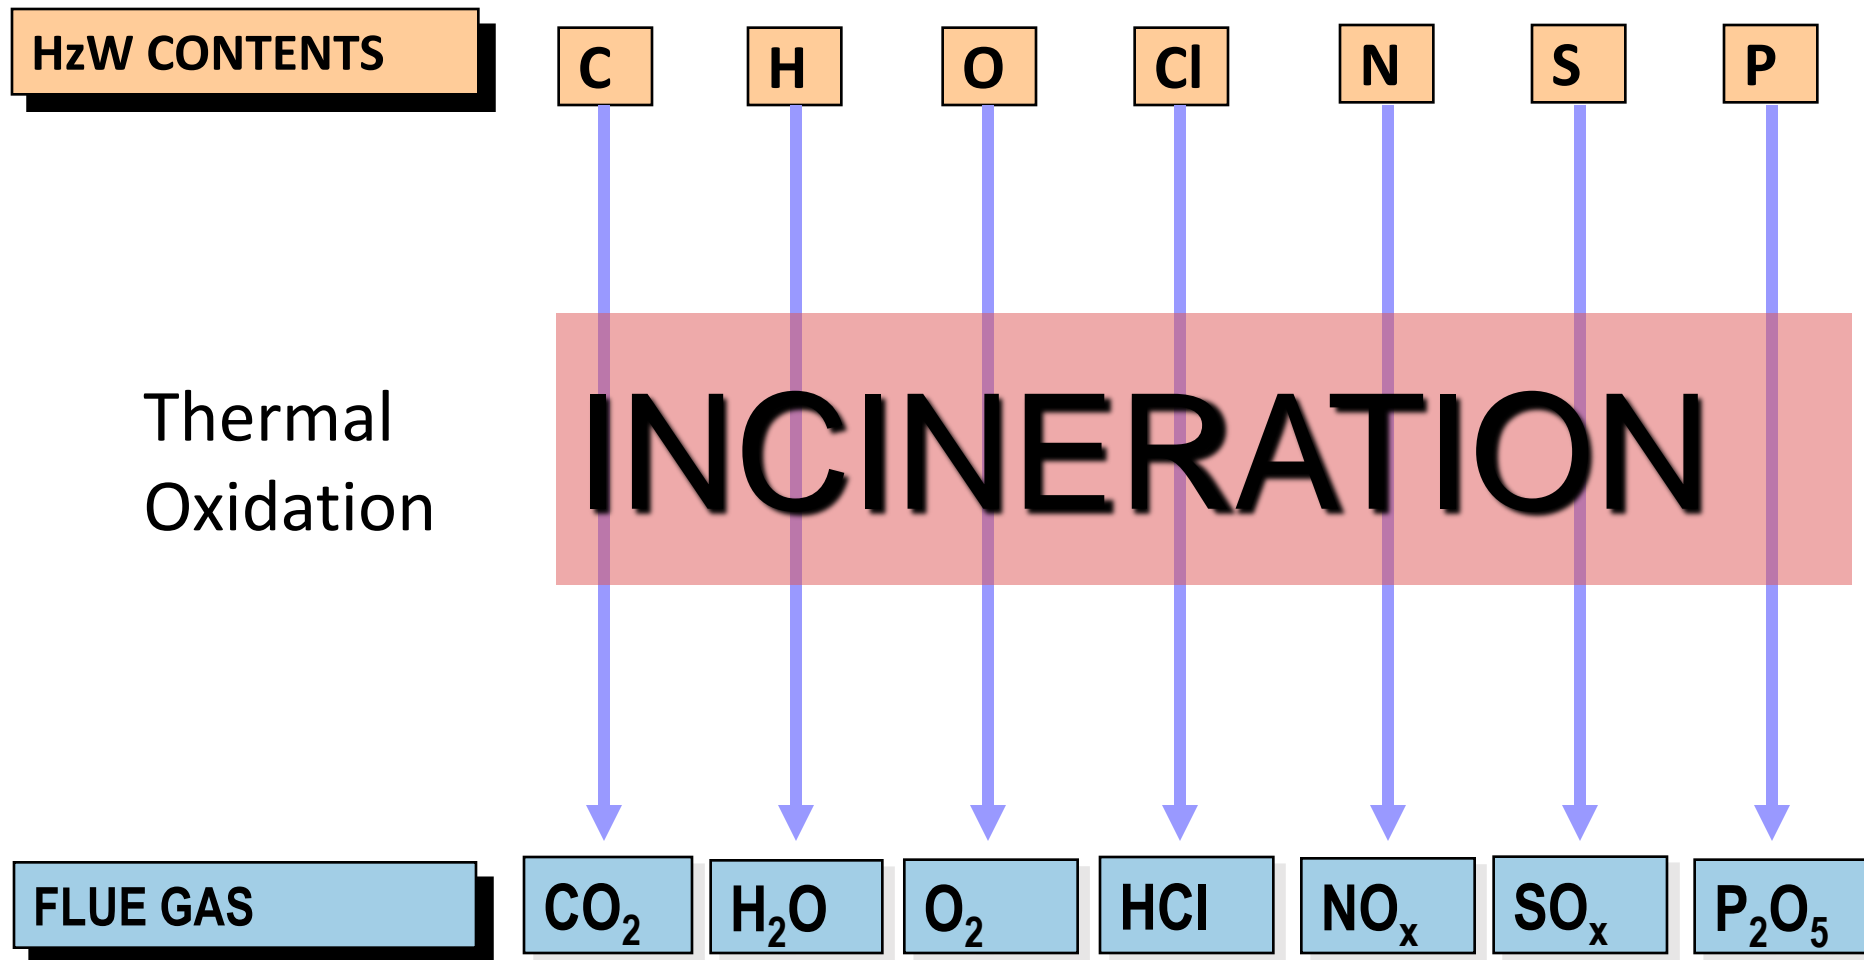 HzW CONTENTS C H O Cl N S P
Thermal
Oxidation
INCINERATION
FLUE GAS CO₂ H₂O O₂ HCl NOₓ SOₓ P₂O₅